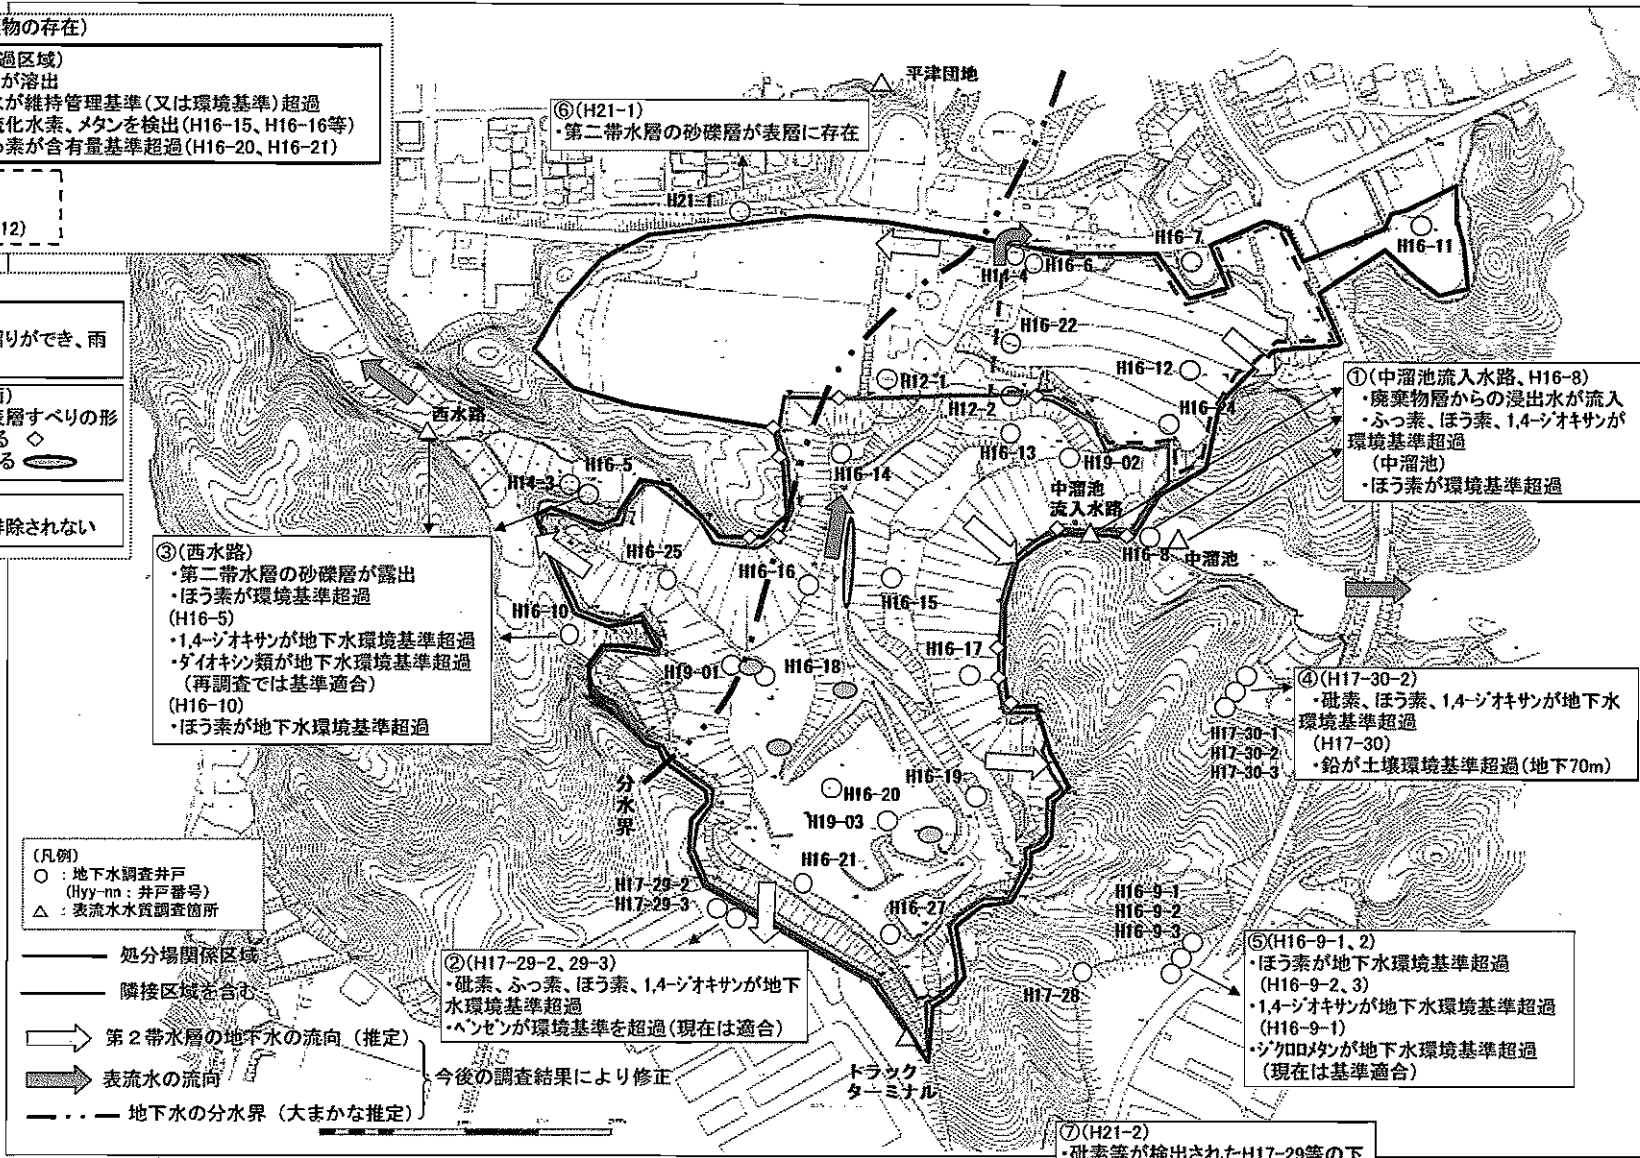 物の存在)
過区域)
が溶出
水が維持管理基準(又は環境基準)超過
硫化水素、メタンを検出(H16-15、H16-16等)
っ素が含有量基準超過(H16-20、H16-21)
12)
留りができ、雨
面)
表層すべりの形
る ◇
る
排除されない
平津団地
⑥(H21-1)
・第二帯水層の砂礫層が表層に存在
H21-1
H14-4
H16-6
H16-7
H16-11
H16-22
H16-12
H12-1
H12-2
H16-24
H16-13
H19-02
H16-14
中溜池
流入水路
H16-8
中溜池
①(中溜池流入水路、H16-8)
・廃棄物層からの浸出水が流入
・ふっ素、ほう素、1,4-ジオキサンが
環境基準超過
(中溜池)
・ほう素が環境基準超過
西水路
H16-5
H14-3
③(西水路)
・第二帯水層の砂礫層が露出
・ほう素が環境基準超過
(H16-5)
・1,4-ジオキサンが地下水環境基準超過
・ダイオキシン類が地下水環境基準超過
(再調査では基準適合)
(H16-10)
・ほう素が地下水環境基準超過
H16-25
H16-16
H16-15
H16-10
H19-01
H16-18
H16-17
④(H17-30-2)
・砒素、ほう素、1,4-ジオキサンが地下水
環境基準超過
(H17-30)
・鉛が土壌環境基準超過(地下70m)
H17-30-1
H17-30-2
H17-30-3
分水界
H16-19
H16-20
H19-03
H16-21
H17-29-2
H17-29-3
H16-27
H16-9-1
H16-9-2
H16-9-3
H17-28
②(H17-29-2、29-3)
・砒素、ふっ素、ほう素、1,4-ジオキサンが地下
水環境基準超過
・ベンゼンが環境基準を超過(現在は適合)
⑤(H16-9-1、2)
・ほう素が地下水環境基準超過
(H16-9-2、3)
・1,4-ジオキサンが地下水環境基準超過
(H16-9-1)
・ジクロロメタンが地下水環境基準超過
(現在は基準適合)
トラック
ターミナル
⑦(H21-2)
・砒素等が検出されたH17-29等の下
(凡例)
○ : 地下水調査井戸
(Hyy-nn : 井戸番号)
△ : 表流水水質調査箇所
処分場関係区域
隣接区域を含む
第2帯水層の地下水の流向(推定)
表流水の流向
地下水の分水界(大まかな推定)
今後の調査結果により修正